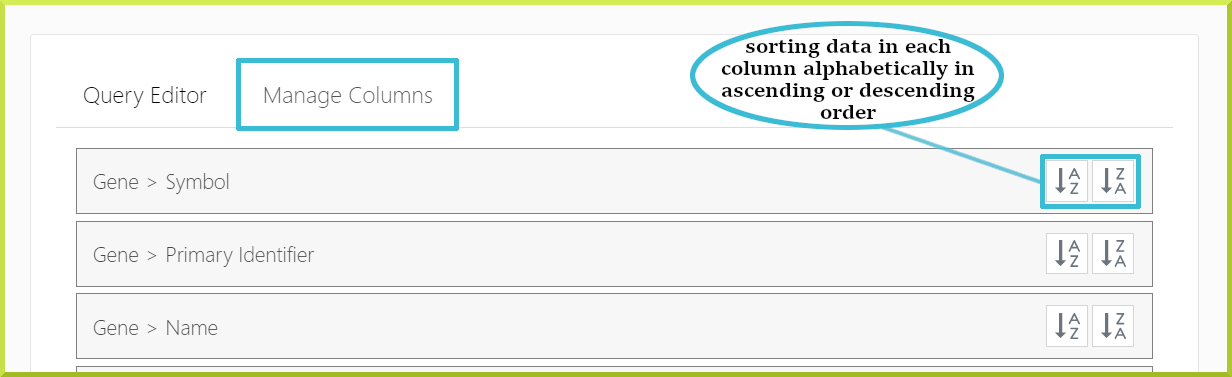 sorting data in each
column alphabetically in
ascending or descending
order
Query Editor
Manage Columns
Gene > Symbol
A
Z
Z
A
Gene > Primary Identifier
A
Z
Z
A
Gene > Name
A
Z
Z
A